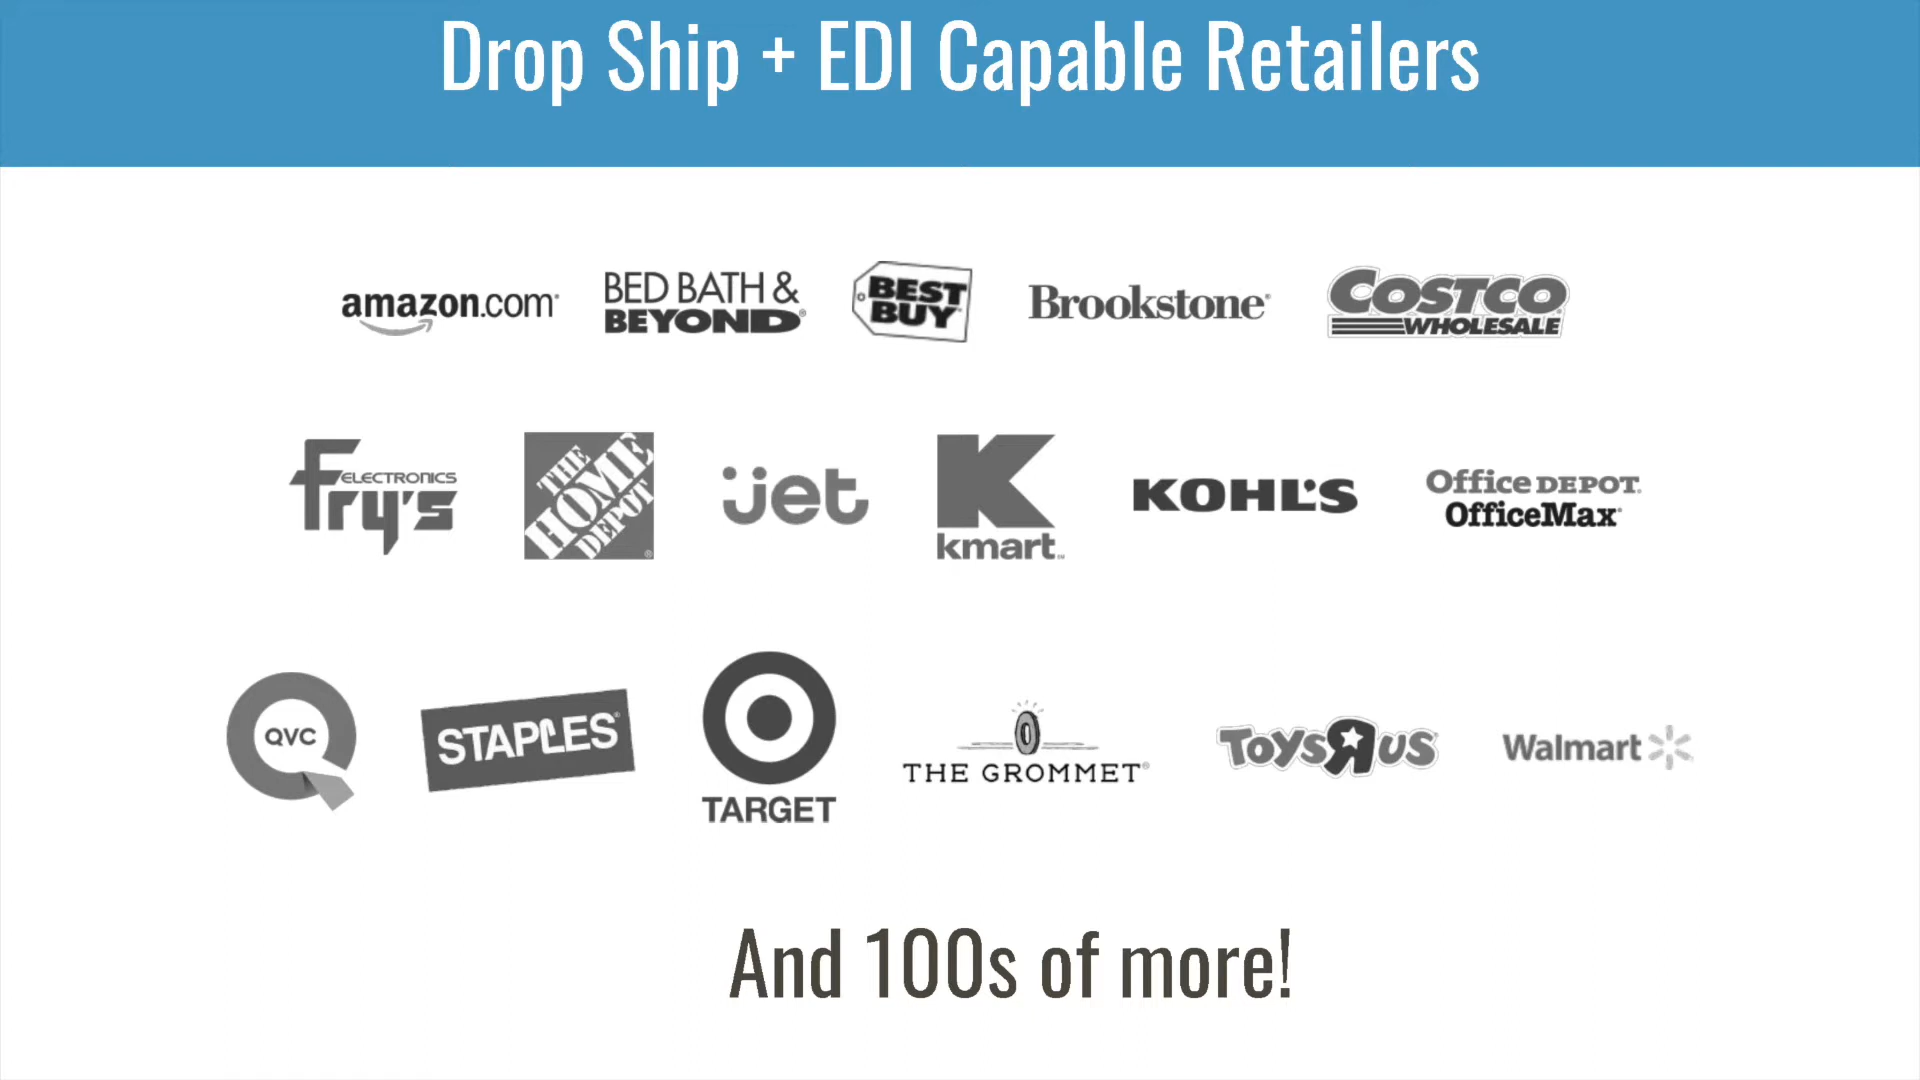 Drop Ship + EDI Capable Retailers
amazon.com
BED BATH &
BEYOND®
BEST
BUY
Brookstone®
COSTCO
WHOLESALE
Fry's
ELECTRONICS
THE
HOME
DEPOT
jet
K
kmart
KOHL'S
Office DEPOT.
OfficeMax®
QVC
STAPLES
TARGET
THE GROMMET®
TOYS R US
Walmart
And 100s of more!